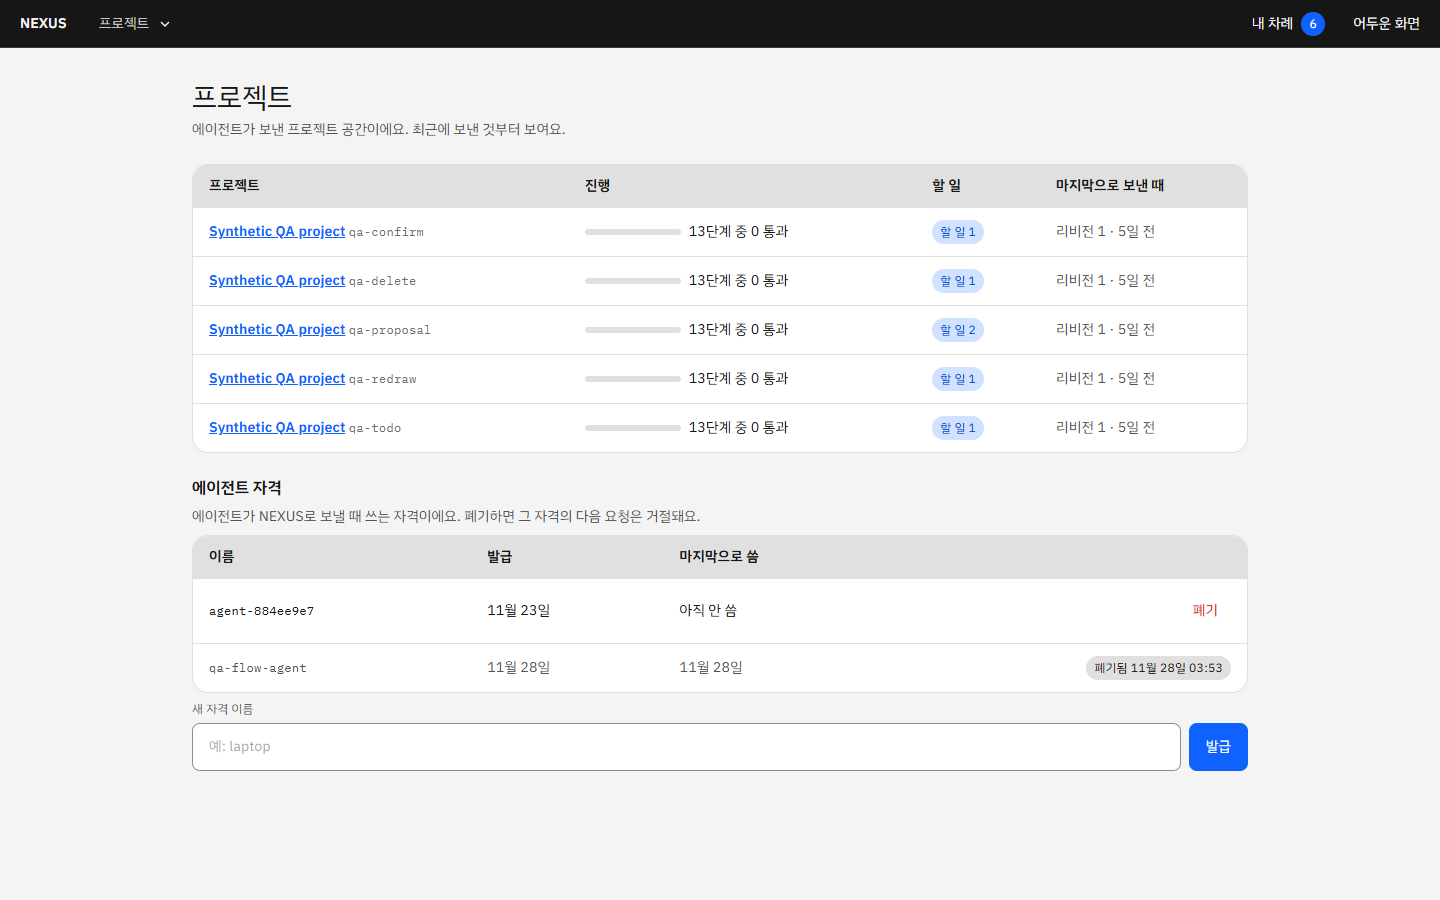 NEXUS 프로젝트 내 차례 6 어두운 화면
프로젝트
에이전트가 보낸 프로젝트 공간이에요. 최근에 보낸 것부터 보여요.
프로젝트 진행 할 일 마지막으로 보낸 때
Synthetic QA project qa-confirm 13단계 중 0 통과 할 일 1 리비전 1 · 5일 전
Synthetic QA project qa-delete 13단계 중 0 통과 할 일 1 리비전 1 · 5일 전
Synthetic QA project qa-proposal 13단계 중 0 통과 할 일 2 리비전 1 · 5일 전
Synthetic QA project qa-redraw 13단계 중 0 통과 할 일 1 리비전 1 · 5일 전
Synthetic QA project qa-todo 13단계 중 0 통과 할 일 1 리비전 1 · 5일 전
에이전트 자격
에이전트가 NEXUS로 보낼 때 쓰는 자격이에요. 폐기하면 그 자격의 다음 요청은 거절돼요.
이름 발급 마지막으로 씀
agent-884ee9e7 11월 23일 아직 안 씀 폐기
qa-flow-agent 11월 28일 11월 28일 폐기됨 11월 28일 03:53
새 자격 이름
예: laptop 발급